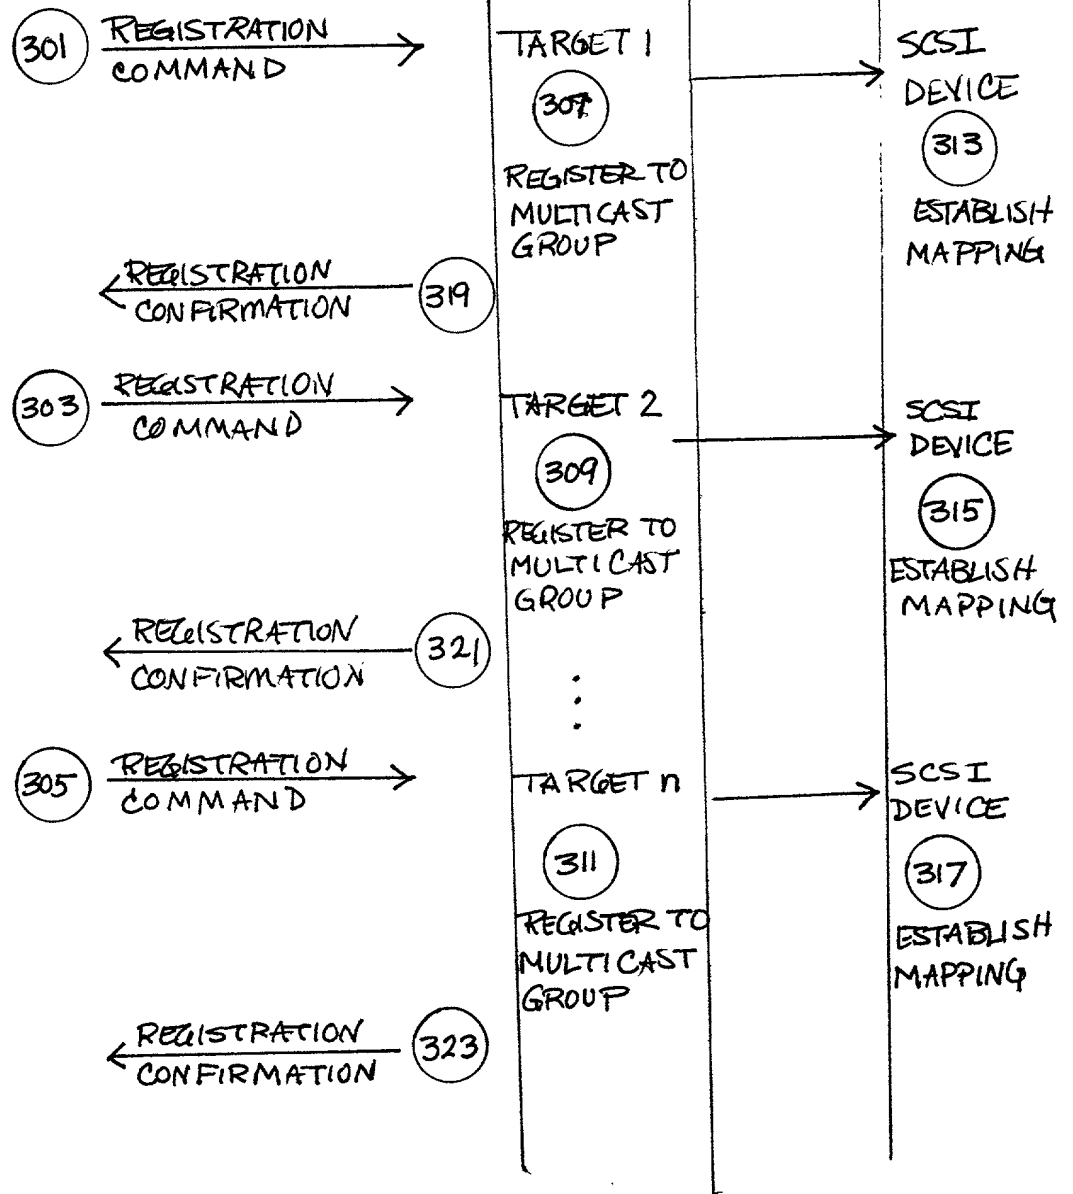 301
REGISTRATION
COMMAND
TARGET 1
307
REGISTER TO
MULTICAST
GROUP
SCSI
DEVICE
313
ESTABLISH
MAPPING
319
REGISTRATION
CONFIRMATION
303
REGISTRATION
COMMAND
TARGET 2
309
REGISTER TO
MULTICAST
GROUP
SCSI
DEVICE
315
ESTABLISH
MAPPING
321
REGISTRATION
CONFIRMATION
305
REGISTRATION
COMMAND
TARGET n
311
REGISTER TO
MULTICAST
GROUP
SCSI
DEVICE
317
ESTABLISH
MAPPING
323
REGISTRATION
CONFIRMATION